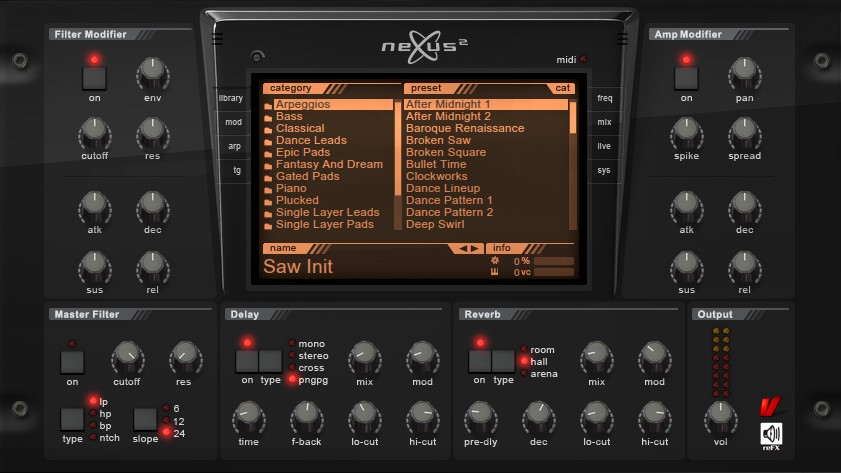 Filter Modifier
on
env
cutoff
res
atk
dec
sus
rel
neXus²
midi
library
mod
arp
tg
category
Arpeggios
Bass
Classical
Dance Leads
Epic Pads
Fantasy And Dream
Gated Pads
Piano
Plucked
Single Layer Leads
Single Layer Pads
preset
cat
After Midnight 1
After Midnight 2
Baroque Renaissance
Broken Saw
Broken Square
Bullet Time
Clockworks
Dance Lineup
Dance Pattern 1
Dance Pattern 2
Deep Swirl
name
info
Saw Init
0 %
0 vc
freq
mix
live
sys
Amp Modifier
on
pan
spike
spread
atk
dec
sus
rel
Master Filter
on
cutoff
res
type
lp
hp
bp
ntch
slope
6
12
24
Delay
on
type
mono
stereo
cross
pngpg
mix
mod
time
f-back
lo-cut
hi-cut
Reverb
on
type
room
hall
arena
mix
mod
pre-dly
dec
lo-cut
hi-cut
Output
vol
reFX